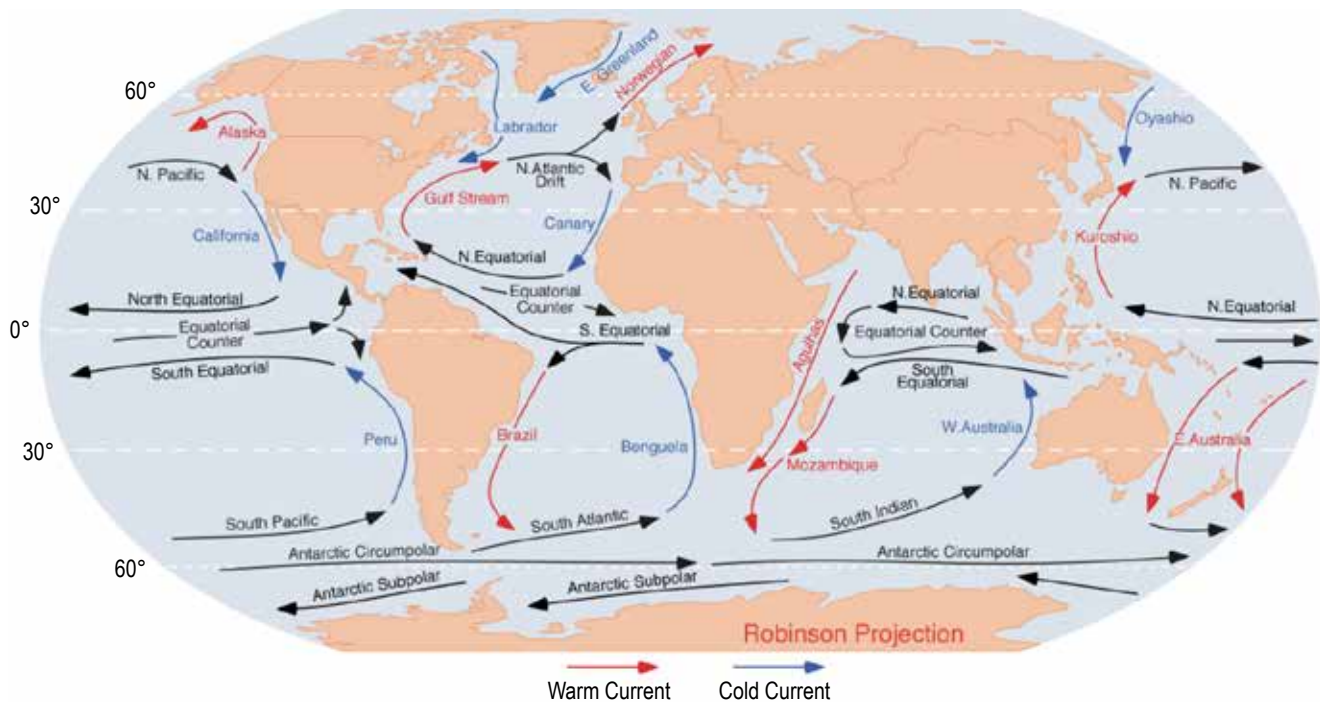 60°
Alaska
Labrador
E. Greenland
Norwegian
Oyashio
N. Pacific
N.Atlantic
Drift
N. Pacific
Gulf Stream
30°
California
Canary
Kuroshio
N.Equatorial
North Equatorial
Equatorial
Counter
N.Equatorial
N.Equatorial
0°
Equatorial
Counter
S. Equatorial
Equatorial Counter
South Equatorial
South
Equatorial
Agulhas
Peru
Brazil
Benguela
W.Australia
E.Australia
30°
Mozambique
South Pacific
South Atlantic
South Indian
Antarctic Circumpolar
Antarctic Circumpolar
60°
Antarctic Subpolar
Antarctic Subpolar
Robinson Projection
Warm Current
Cold Current